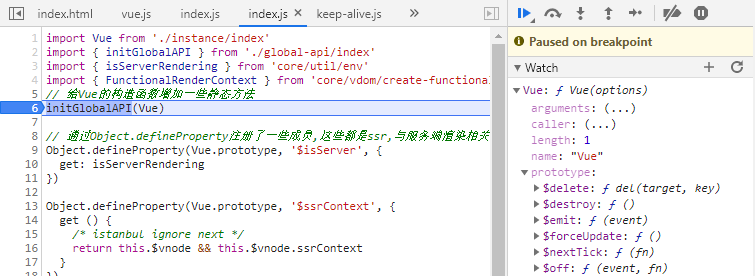 index.html vue.js index.js index.js × keep-alive.js
1 import Vue from './instance/index'
2 import { initGlobalAPI } from './global-api/index'
3 import { isServerRendering } from 'core/util/env'
4 import { FunctionalRenderContext } from 'core/vdom/create-functional
5 // 给Vue的构造函数增加一些静态方法
6 initGlobalAPI(Vue)
7
8 // 通过Object.defineProperty注册了一些成员,这些都是ssr,与服务端渲染相关
9 Object.defineProperty(Vue.prototype, '$isServer', {
10 get: isServerRendering
11 })
12
13 Object.defineProperty(Vue.prototype, '$ssrContext', {
14 get () {
15 /* istanbul ignore next */
16 return this.$vnode && this.$vnode.ssrContext
17 }
18 })
Paused on breakpoint
Watch
Vue: ƒ Vue(options)
arguments: (...)
caller: (...)
length: 1
name: "Vue"
prototype:
$delete: ƒ del(target, key)
$destroy: ƒ ()
$emit: ƒ (event)
$forceUpdate: ƒ ()
$nextTick: ƒ (fn)
$off: ƒ (event, fn)